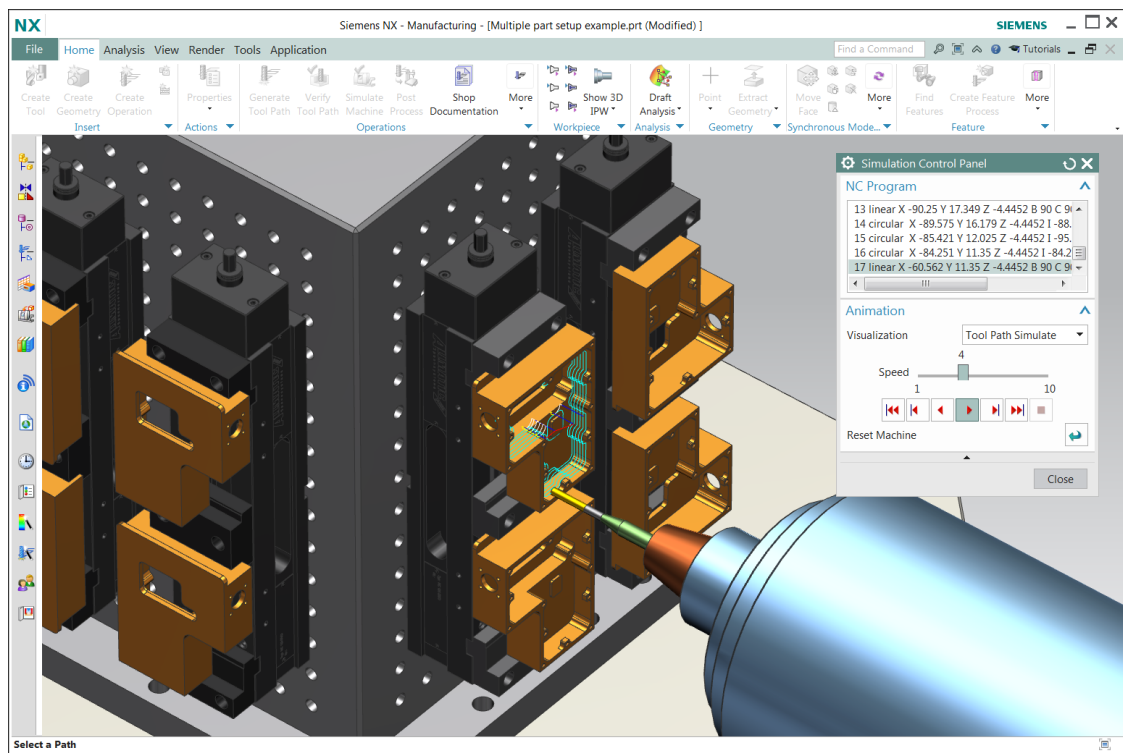 NX
Siemens NX - Manufacturing - [Multiple part setup example.prt (Modified) ]
SIEMENS
File Home Analysis View Render Tools Application
Find a Command
Tutorials
Create Tool
Create Geometry
Create Operation
Properties
Generate Tool Path
Verify Tool Path
Simulate Machine
Post Process
Shop Documentation
More
Show 3D IPW
Draft Analysis
Point
Extract Geometry
Move Face
More
Find Features
Create Feature Process
More
Insert
Actions
Operations
Workpiece
Analysis
Geometry
Synchronous Mode...
Feature
Simulation Control Panel
NC Program
13 linear X -90.25 Y 17.349 Z -4.4452 B 90 C 9
14 circular X -89.575 Y 16.179 Z -4.4452 I -88.
15 circular X -85.421 Y 12.025 Z -4.4452 I -95.
16 circular X -84.251 Y 11.35 Z -4.4452 I -84.2
17 linear X -60.562 Y 11.35 Z -4.4452 B 90 C 9
Animation
Visualization Tool Path Simulate
4
Speed
1 10
Reset Machine
Close
Select a Path